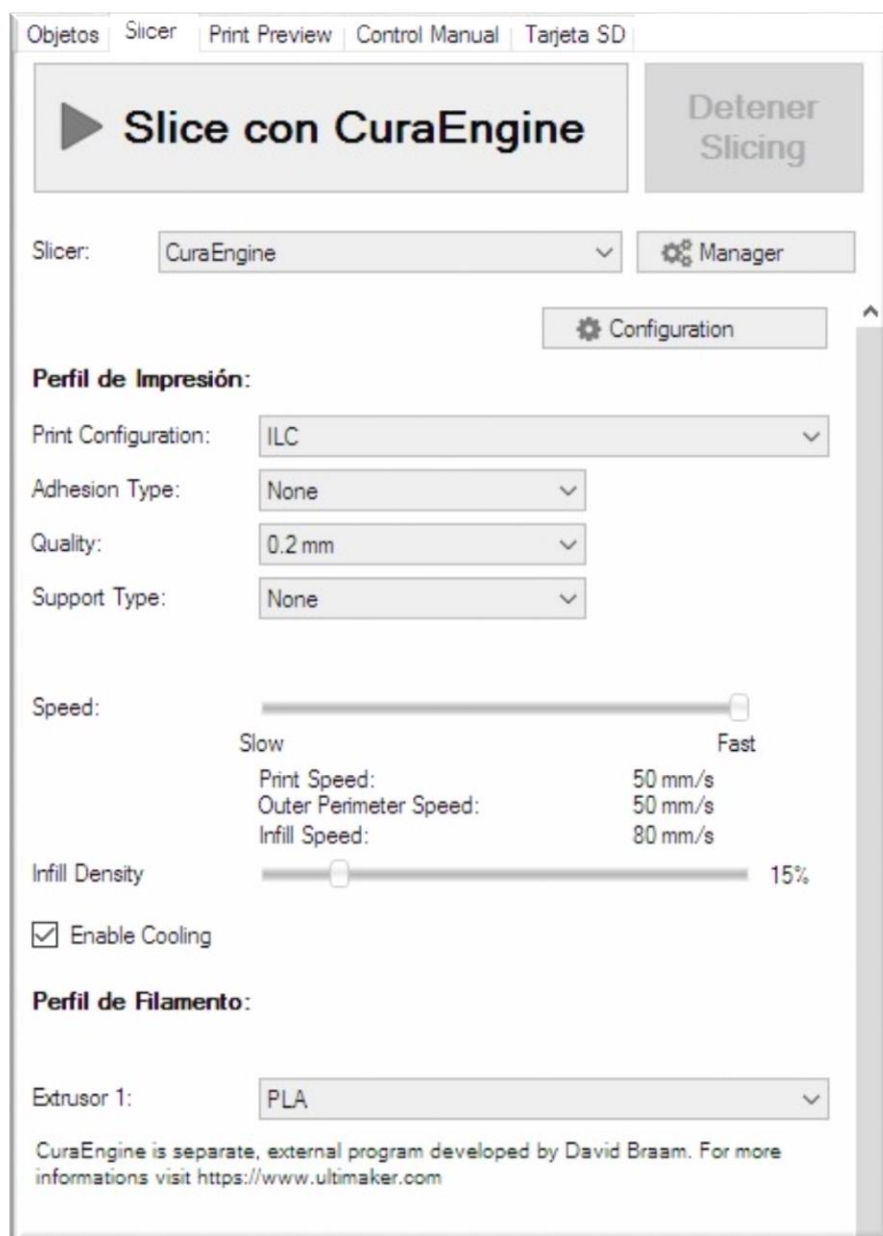 Objetos Slicer Print Preview Control Manual Tarjeta SD
Slice con CuraEngine
Detener
Slicing
Slicer: CuraEngine Manager
Configuration
Perfil de Impresión:
Print Configuration: ILC
Adhesion Type: None
Quality: 0.2 mm
Support Type: None
Speed:
Slow Fast
Print Speed: 50 mm/s
Outer Perimeter Speed: 50 mm/s
Infill Speed: 80 mm/s
Infill Density 15%
Enable Cooling
Perfil de Filamento:
Extrusor 1: PLA
CuraEngine is separate, external program developed by David Braam. For more
informations visit https://www.ultimaker.com